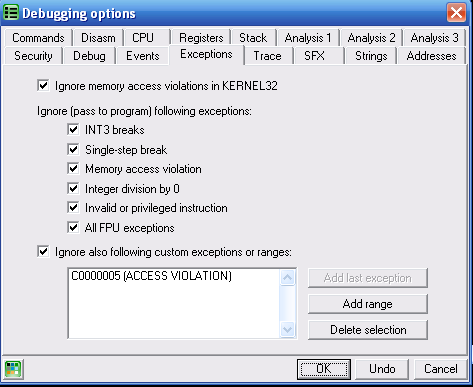 Debugging options
Commands Disasm CPU Registers Stack Analysis 1 Analysis 2 Analysis 3
Security Debug Events Exceptions Trace SFX Strings Addresses
Ignore memory access violations in KERNEL32
Ignore (pass to program) following exceptions:
INT3 breaks
Single-step break
Memory access violation
Integer division by 0
Invalid or privileged instruction
All FPU exceptions
Ignore also following custom exceptions or ranges:
C0000005 (ACCESS VIOLATION)
Add last exception
Add range
Delete selection
OK Undo Cancel